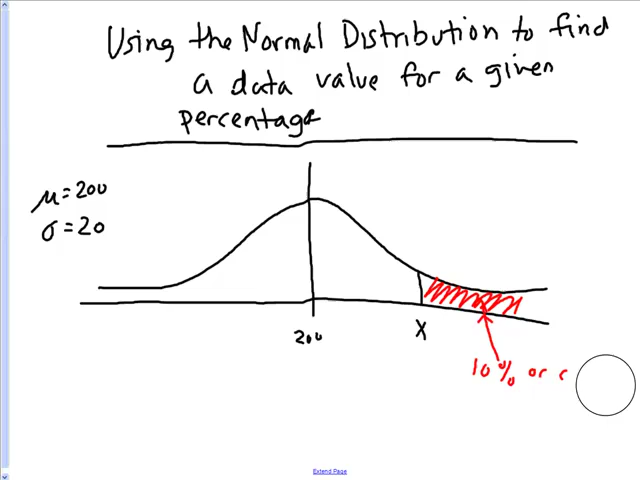 Using the Normal Distribution to find
a data value for a given
percentage
μ=200
σ=20
200
X
10% or
Extend Page